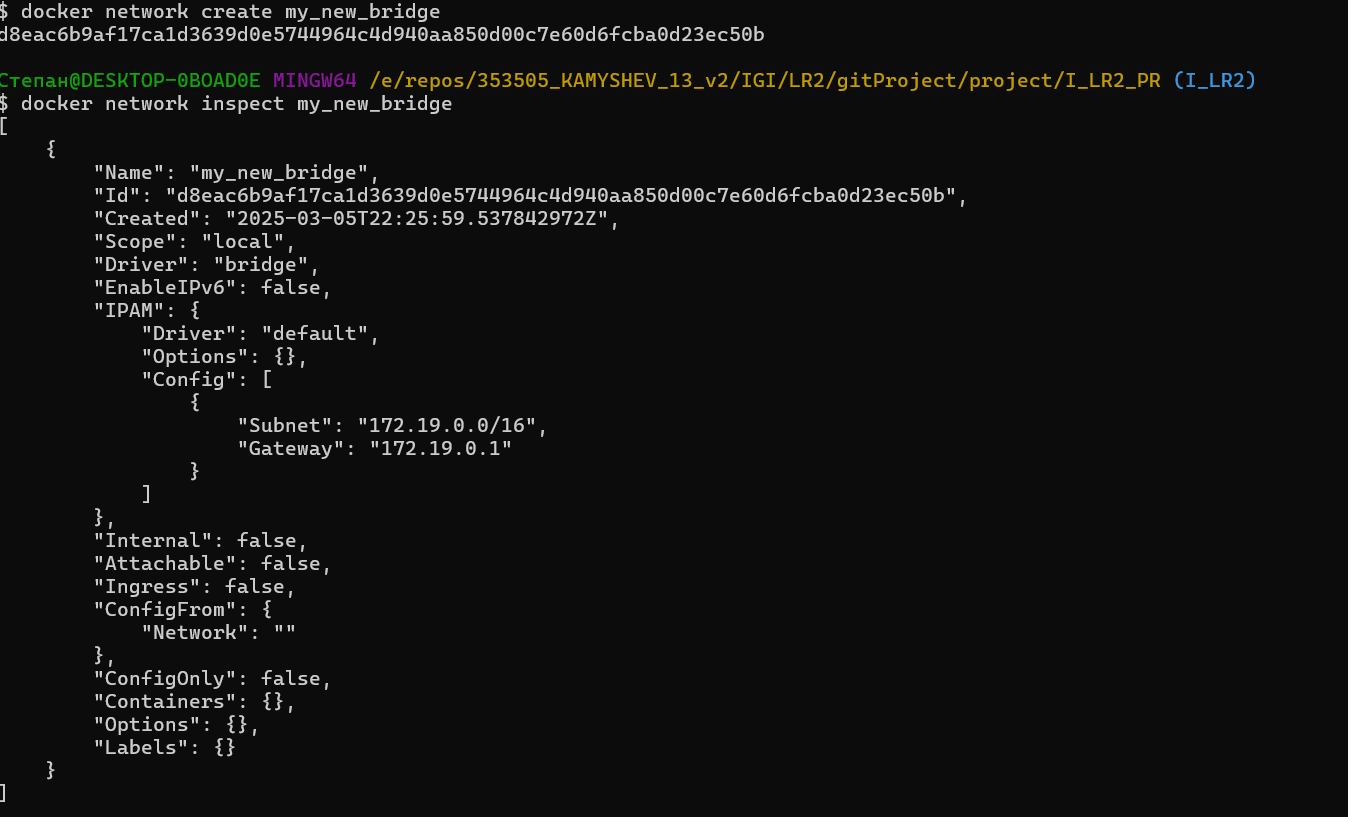 $ docker network create my_new_bridge
d8eac6b9af17ca1d3639d0e5744964c4d940aa850d00c7e60d6fcba0d23ec50b
Степан@DESKTOP-0BOAD0E MINGW64 /e/repos/353505_KAMYSHEV_13_v2/IGI/LR2/gitProject/project/I_LR2_PR (I_LR2)
$ docker network inspect my_new_bridge
[
    {
        "Name": "my_new_bridge",
        "Id": "d8eac6b9af17ca1d3639d0e5744964c4d940aa850d00c7e60d6fcba0d23ec50b",
        "Created": "2025-03-05T22:25:59.537842972Z",
        "Scope": "local",
        "Driver": "bridge",
        "EnableIPv6": false,
        "IPAM": {
            "Driver": "default",
            "Options": {},
            "Config": [
                {
                    "Subnet": "172.19.0.0/16",
                    "Gateway": "172.19.0.1"
                }
            ]
        },
        "Internal": false,
        "Attachable": false,
        "Ingress": false,
        "ConfigFrom": {
            "Network": ""
        },
        "ConfigOnly": false,
        "Containers": {},
        "Options": {},
        "Labels": {}
    }
]